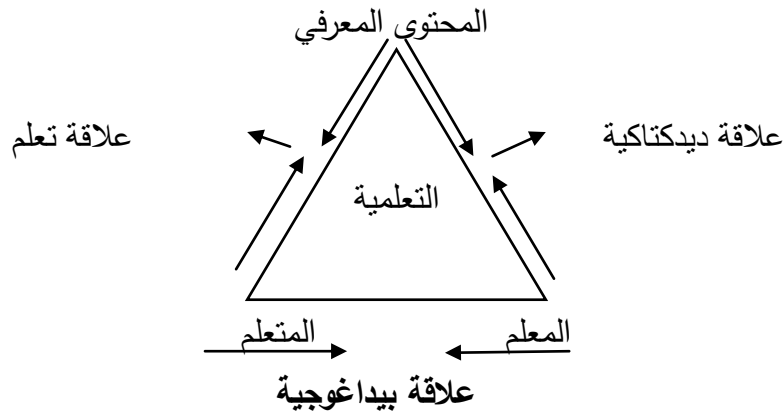 المحتوى المعرفي
علاقة ديدكتاكية
علاقة تعلم
التعلمية
المعلم
المتعلم
علاقة بيداغوجية